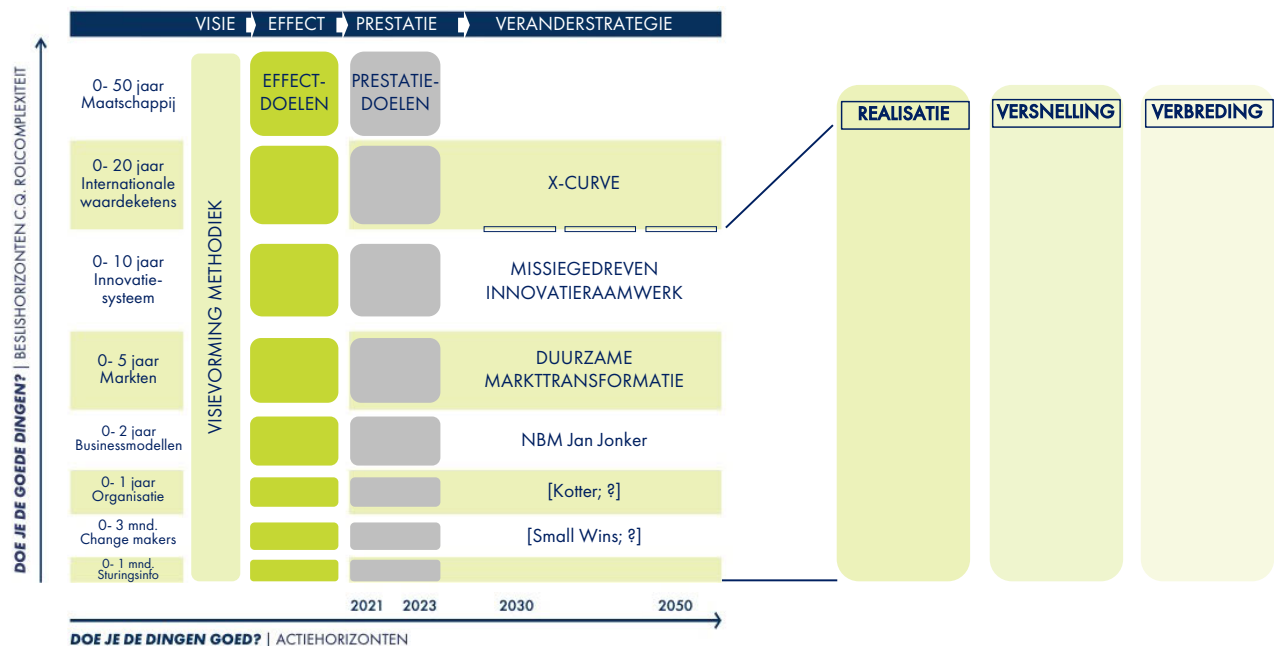 VISIE EFFECT PRESTATIE VERANDERSTRATEGIE
DOE JE DE GOEDE DINGEN? | BESLISHORIZONTEN C.Q. ROLCOMPLEXITEIT
0- 50 jaar
Maatschappij
EFFECT-
DOELEN
PRESTATIE-
DOELEN
VISIEVORMING METHODIEK
0- 20 jaar
Internationale
waardeketens
X-CURVE
0- 10 jaar
Innovatie-
systeem
MISSIEGEDREVEN
INNOVATIERAAMWERK
0- 5 jaar
Markten
DUURZAME
MARKTTRANSFORMATIE
0- 2 jaar
Businessmodellen
NBM Jan Jonker
0- 1 jaar
Organisatie
[Kotter; ?]
0- 3 mnd.
Change makers
[Small Wins; ?]
0- 1 mnd.
Sturingsinfo
2021 2023 2030 2050
DOE JE DE DINGEN GOED? | ACTIEHORIZONTEN
REALISATIE
VERSNELLING
VERBREDING